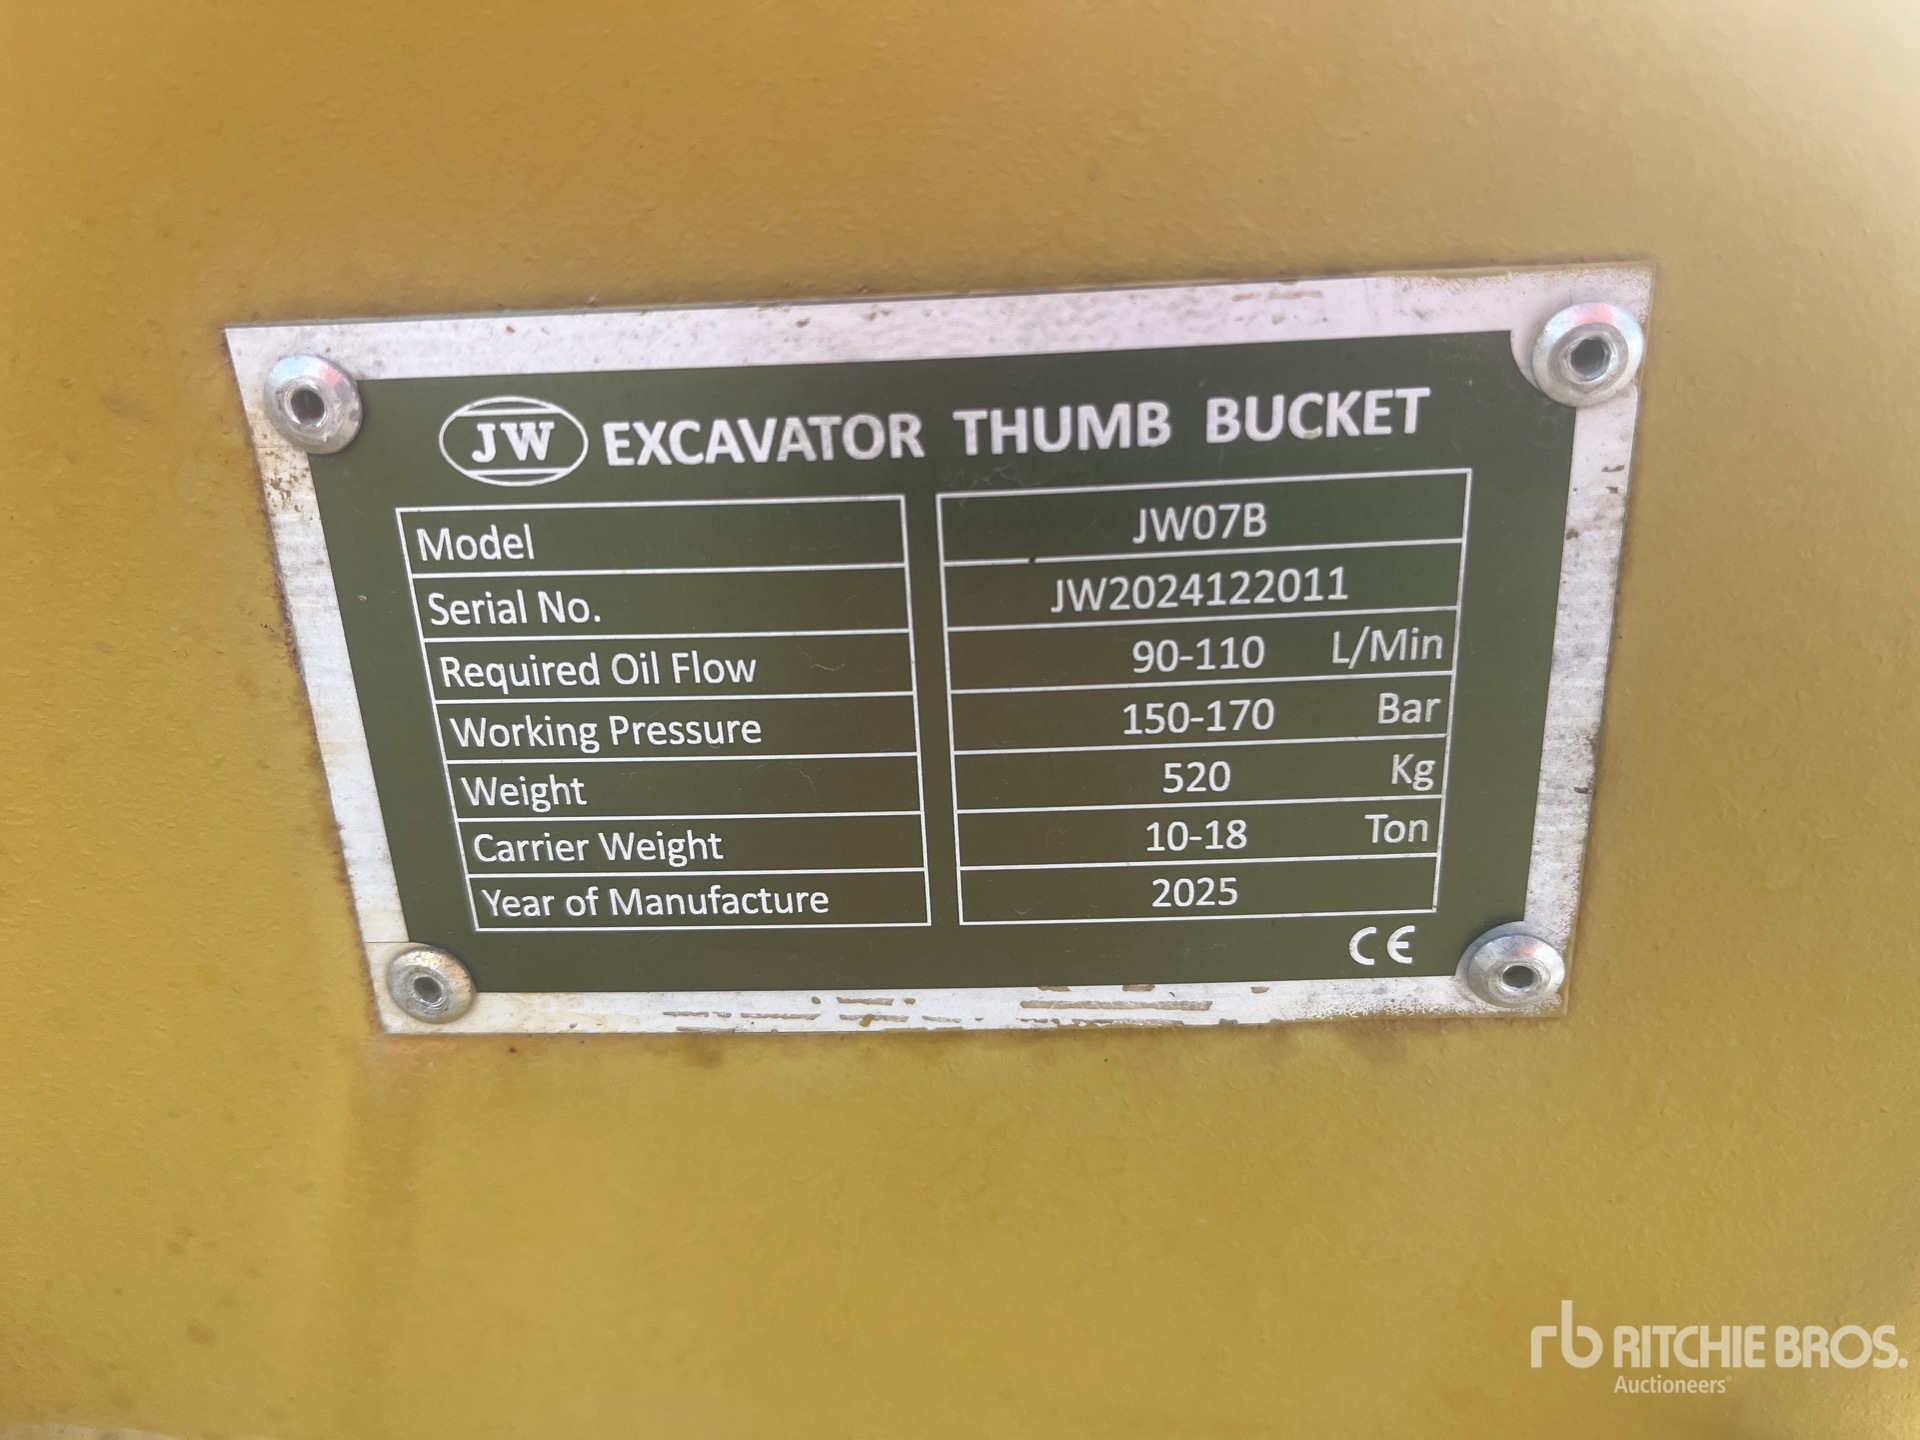 JW EXCAVATOR THUMB BUCKET
Model JW07B
Serial No. JW2024122011
Required Oil Flow 90-110 L/Min
Working Pressure 150-170 Bar
Weight 520 Kg
Carrier Weight 10-18 Ton
Year of Manufacture 2025
CE
rb RITCHIE BROS.
Auctioneers